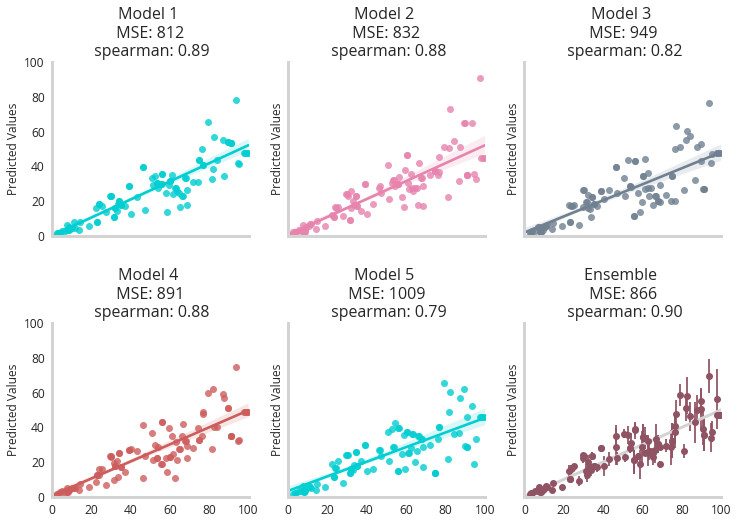 Model 1
MSE: 812
spearman: 0.89
Model 2
MSE: 832
spearman: 0.88
Model 3
MSE: 949
spearman: 0.82
Predicted Values
100
80
60
40
20
0
Predicted Values
Model 4
MSE: 891
spearman: 0.88
Model 5
MSE: 1009
spearman: 0.79
Ensemble
MSE: 866
spearman: 0.90
Predicted Values
100
80
60
40
20
0
Predicted Values
0 20 40 60 80 100
0 20 40 60 80 100
0 20 40 60 80 100